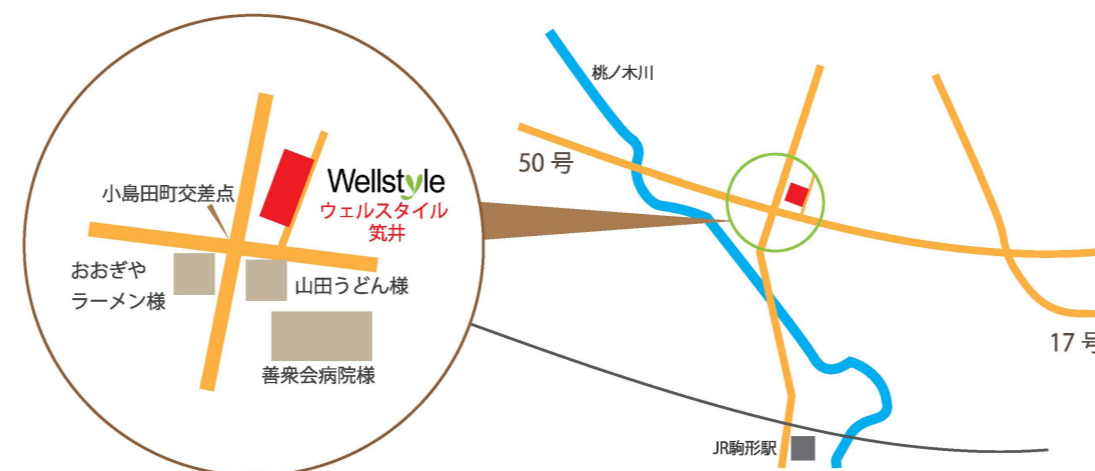 小島田町交差点
Wellstyle
ウェルスタイル
筑井
おおぎや
ラーメン様
山田うどん様
善衆会病院様
桃ノ木川
50 号
17 号
JR駒形駅